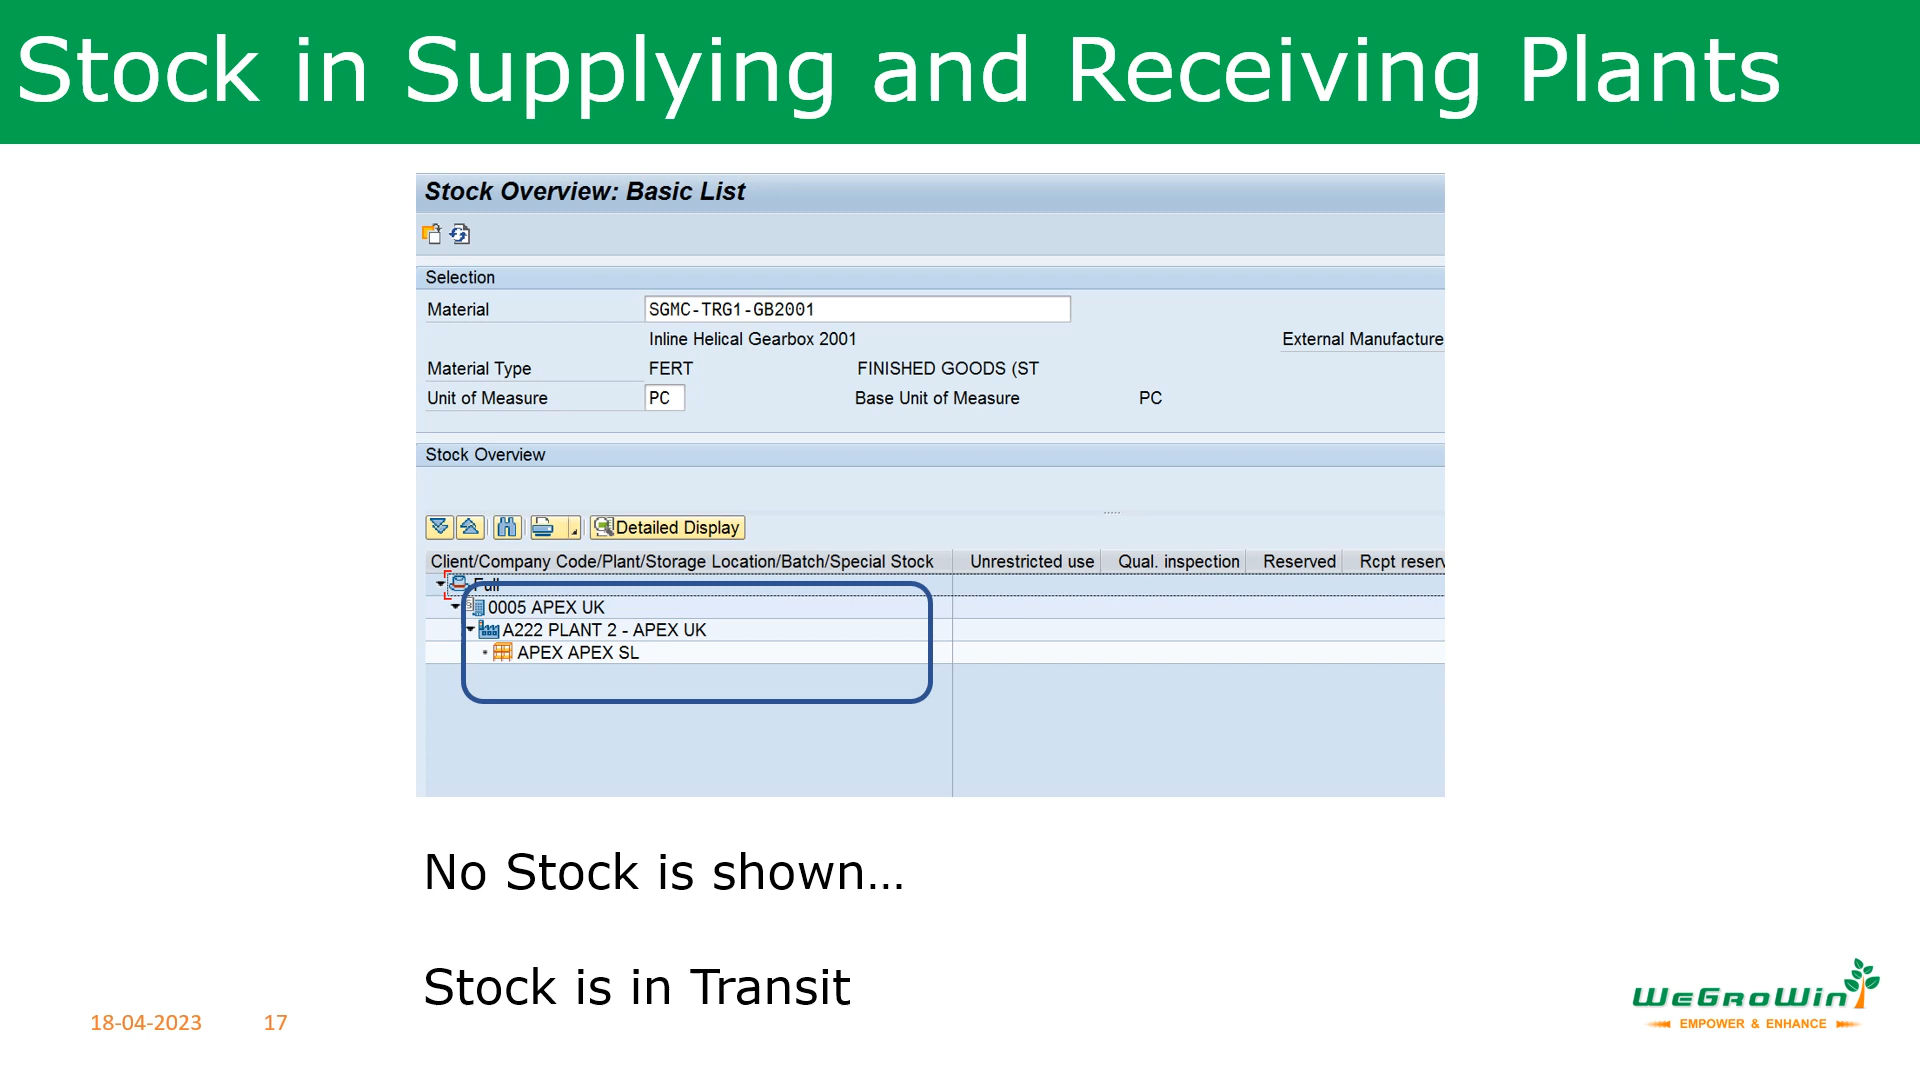 Stock in Supplying and Receiving Plants
Stock Overview: Basic List
Selection
Material SGMC-TRG1-GB2001
Inline Helical Gearbox 2001 External Manufacture
Material Type FERT FINISHED GOODS (ST
Unit of Measure PC Base Unit of Measure PC
Stock Overview
Detailed Display
Client/Company Code/Plant/Storage Location/Batch/Special Stock Unrestricted use Qual. inspection Reserved Rcpt reserv
Full
0005 APEX UK
A222 PLANT 2 - APEX UK
APEX APEX SL
No Stock is shown…
Stock is in Transit
18-04-2023 17
WeGroWin
EMPOWER & ENHANCE